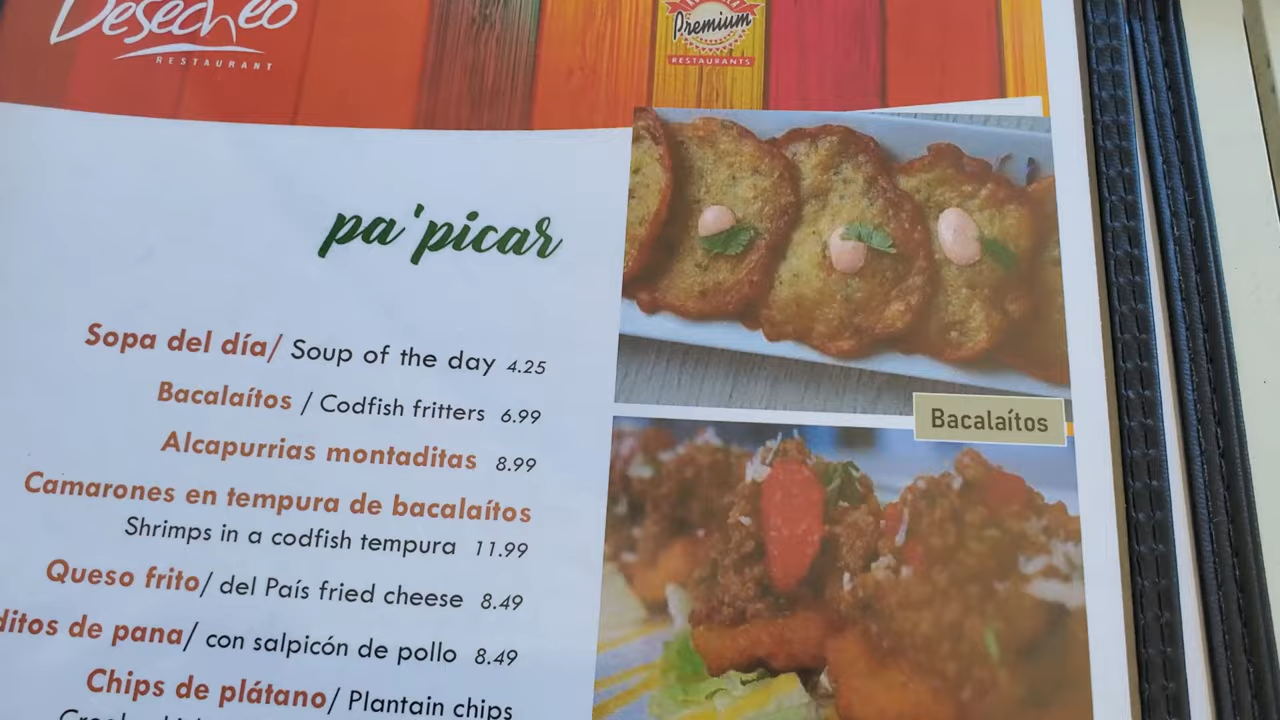 Desecheo
RESTAURANT
Premium
RESTAURANTS
pa'picar
Sopa del día/ Soup of the day 4.25
Bacalaítos / Codfish fritters 6.99
Alcapurrias montaditas 8.99
Camarones en tempura de bacalaítos
Shrimps in a codfish tempura 11.99
Queso frito/ del País fried cheese 8.49
de pana/ con salpicón de pollo 8.49
Chips de plátano/ Plantain chips
Bacalaítos